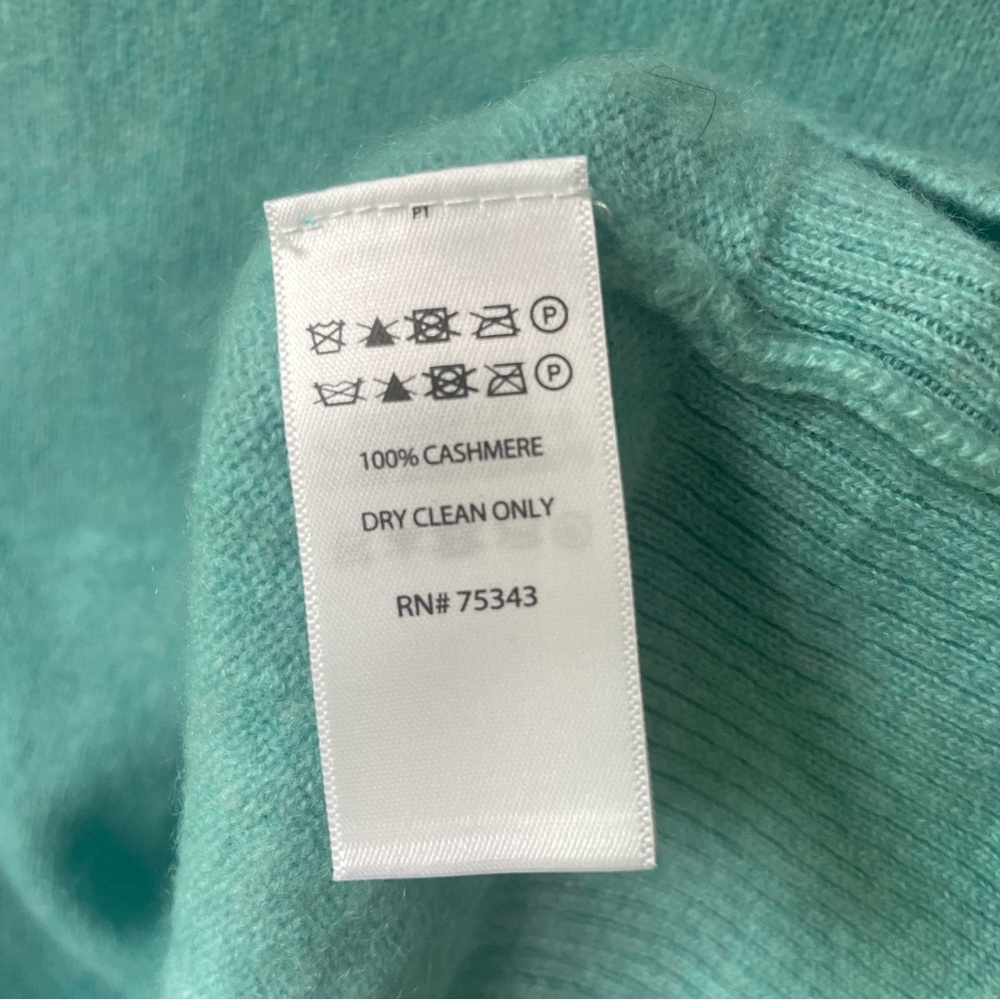 PT
P
P
100% CASHMERE
DRY CLEAN ONLY
RN# 75343